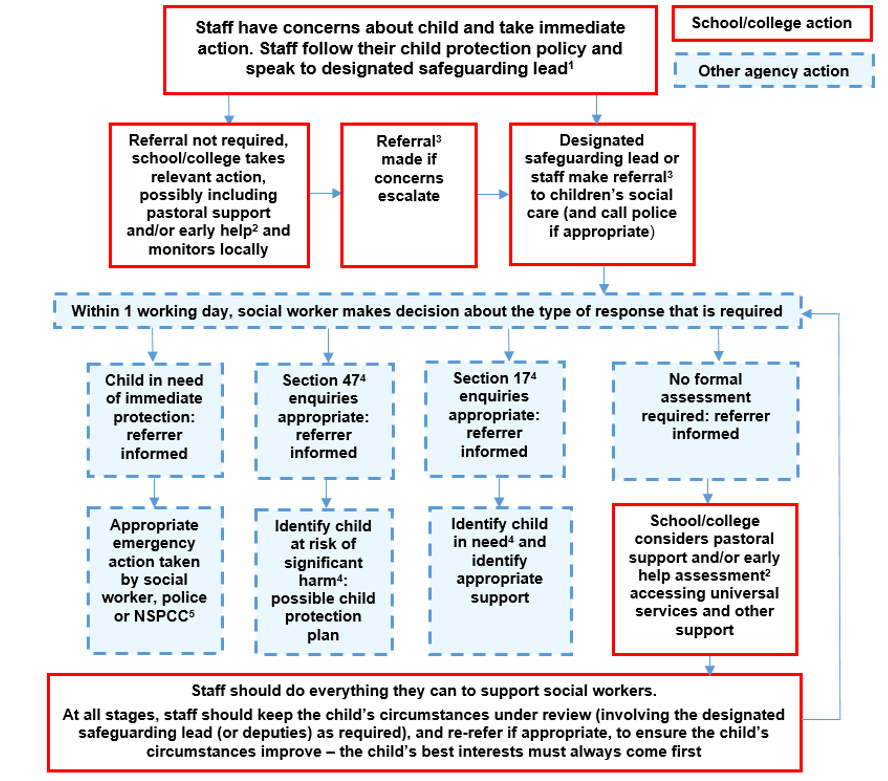 Staff have concerns about child and take immediate
action. Staff follow their child protection policy and
speak to designated safeguarding lead¹
School/college action
Other agency action
Referral not required,
school/college takes
relevant action,
possibly including
pastoral support
and/or early help² and
monitors locally
Referral³
made if
concerns
escalate
Designated
safeguarding lead or
staff make referral³
to children's social
care (and call police
if appropriate)
Within 1 working day, social worker makes decision about the type of response that is required
Child in need
of immediate
protection:
referrer
informed
Section 47⁴
enquiries
appropriate:
referrer
informed
Section 17⁴
enquiries
appropriate:
referrer
informed
No formal
assessment
required: referrer
informed
Appropriate
emergency
action taken
by social
worker, police
or NSPCC⁵
Identify child
at risk of
significant
harm⁴:
possible child
protection
plan
Identify child
in need⁴ and
identify
appropriate
support
School/college
considers pastoral
support and/or early
help assessment²
accessing universal
services and other
support
Staff should do everything they can to support social workers.
At all stages, staff should keep the child's circumstances under review (involving the designated
safeguarding lead (or deputies) as required), and re-refer if appropriate, to ensure the child's
circumstances improve – the child's best interests must always come first